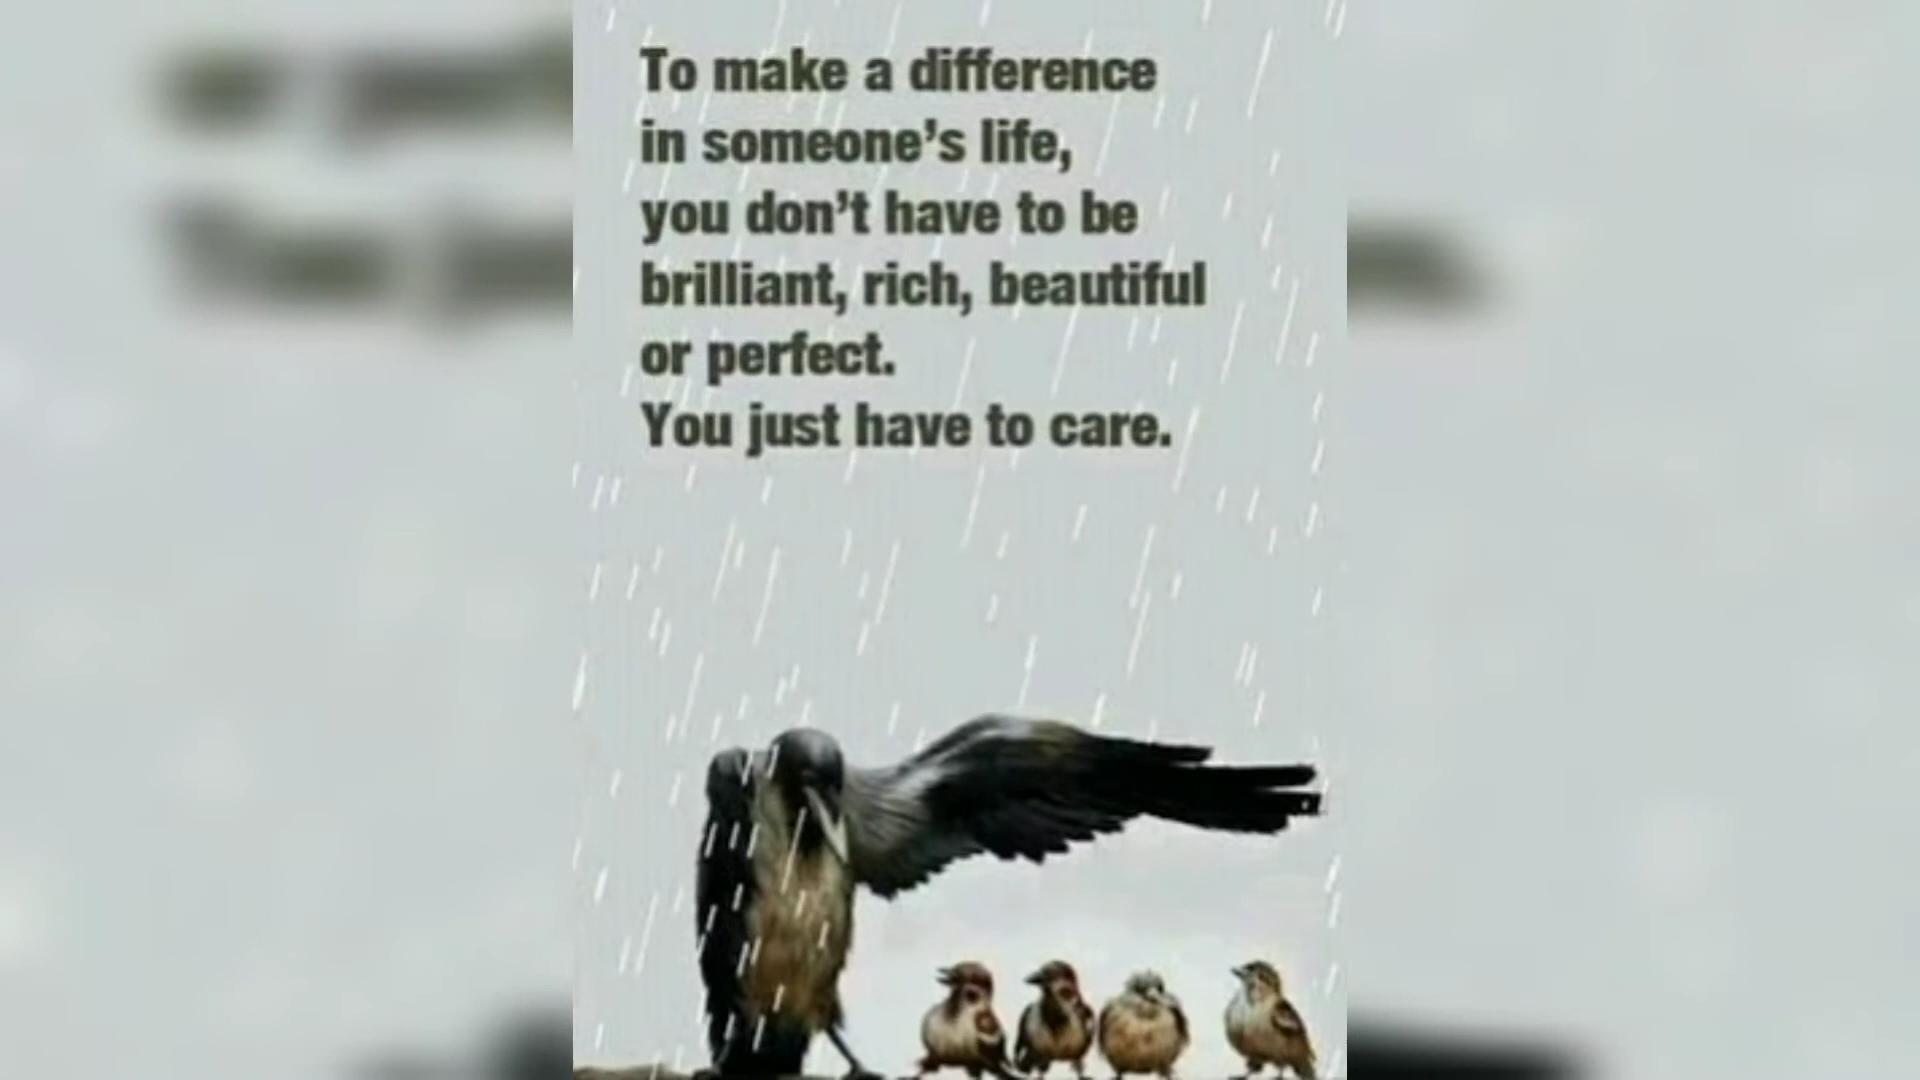 To make a difference
in someone’s life,
you don’t have to be
brilliant, rich, beautiful
or perfect.
You just have to care.